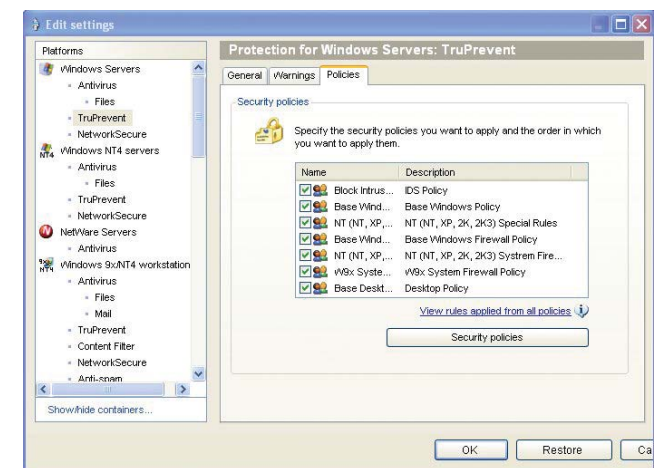 Edit settings
Platforms
Windows Servers
Antivirus
Files
TruPrevent
NetworkSecure
NT4 Windows NT4 servers
Antivirus
Files
TruPrevent
NetworkSecure
NetWare Servers
Antivirus
9x/NT4 Windows 9x/NT4 workstation
Antivirus
Files
Mail
TruPrevent
Content Filter
NetworkSecure
Anti-spam
Show/hide containers...
Protection for Windows Servers: TruPrevent
General Warnings Policies
Security policies
Specify the security policies you want to apply and the order in which
you want to apply them.
Name Description
Block Intrus... IDS Policy
Base Wind... Base Windows Policy
NT (NT, XP,... NT (NT, XP, 2K, 2K3) Special Rules
Base Wind... Base Windows Firewall Policy
NT (NT, XP,... NT (NT, XP, 2K, 2K3) Systrem Fire...
W9x Syste... W9x System Firewall Policy
Base Deskt... Desktop Policy
View rules applied from all policies
Security policies
OK Restore Ca